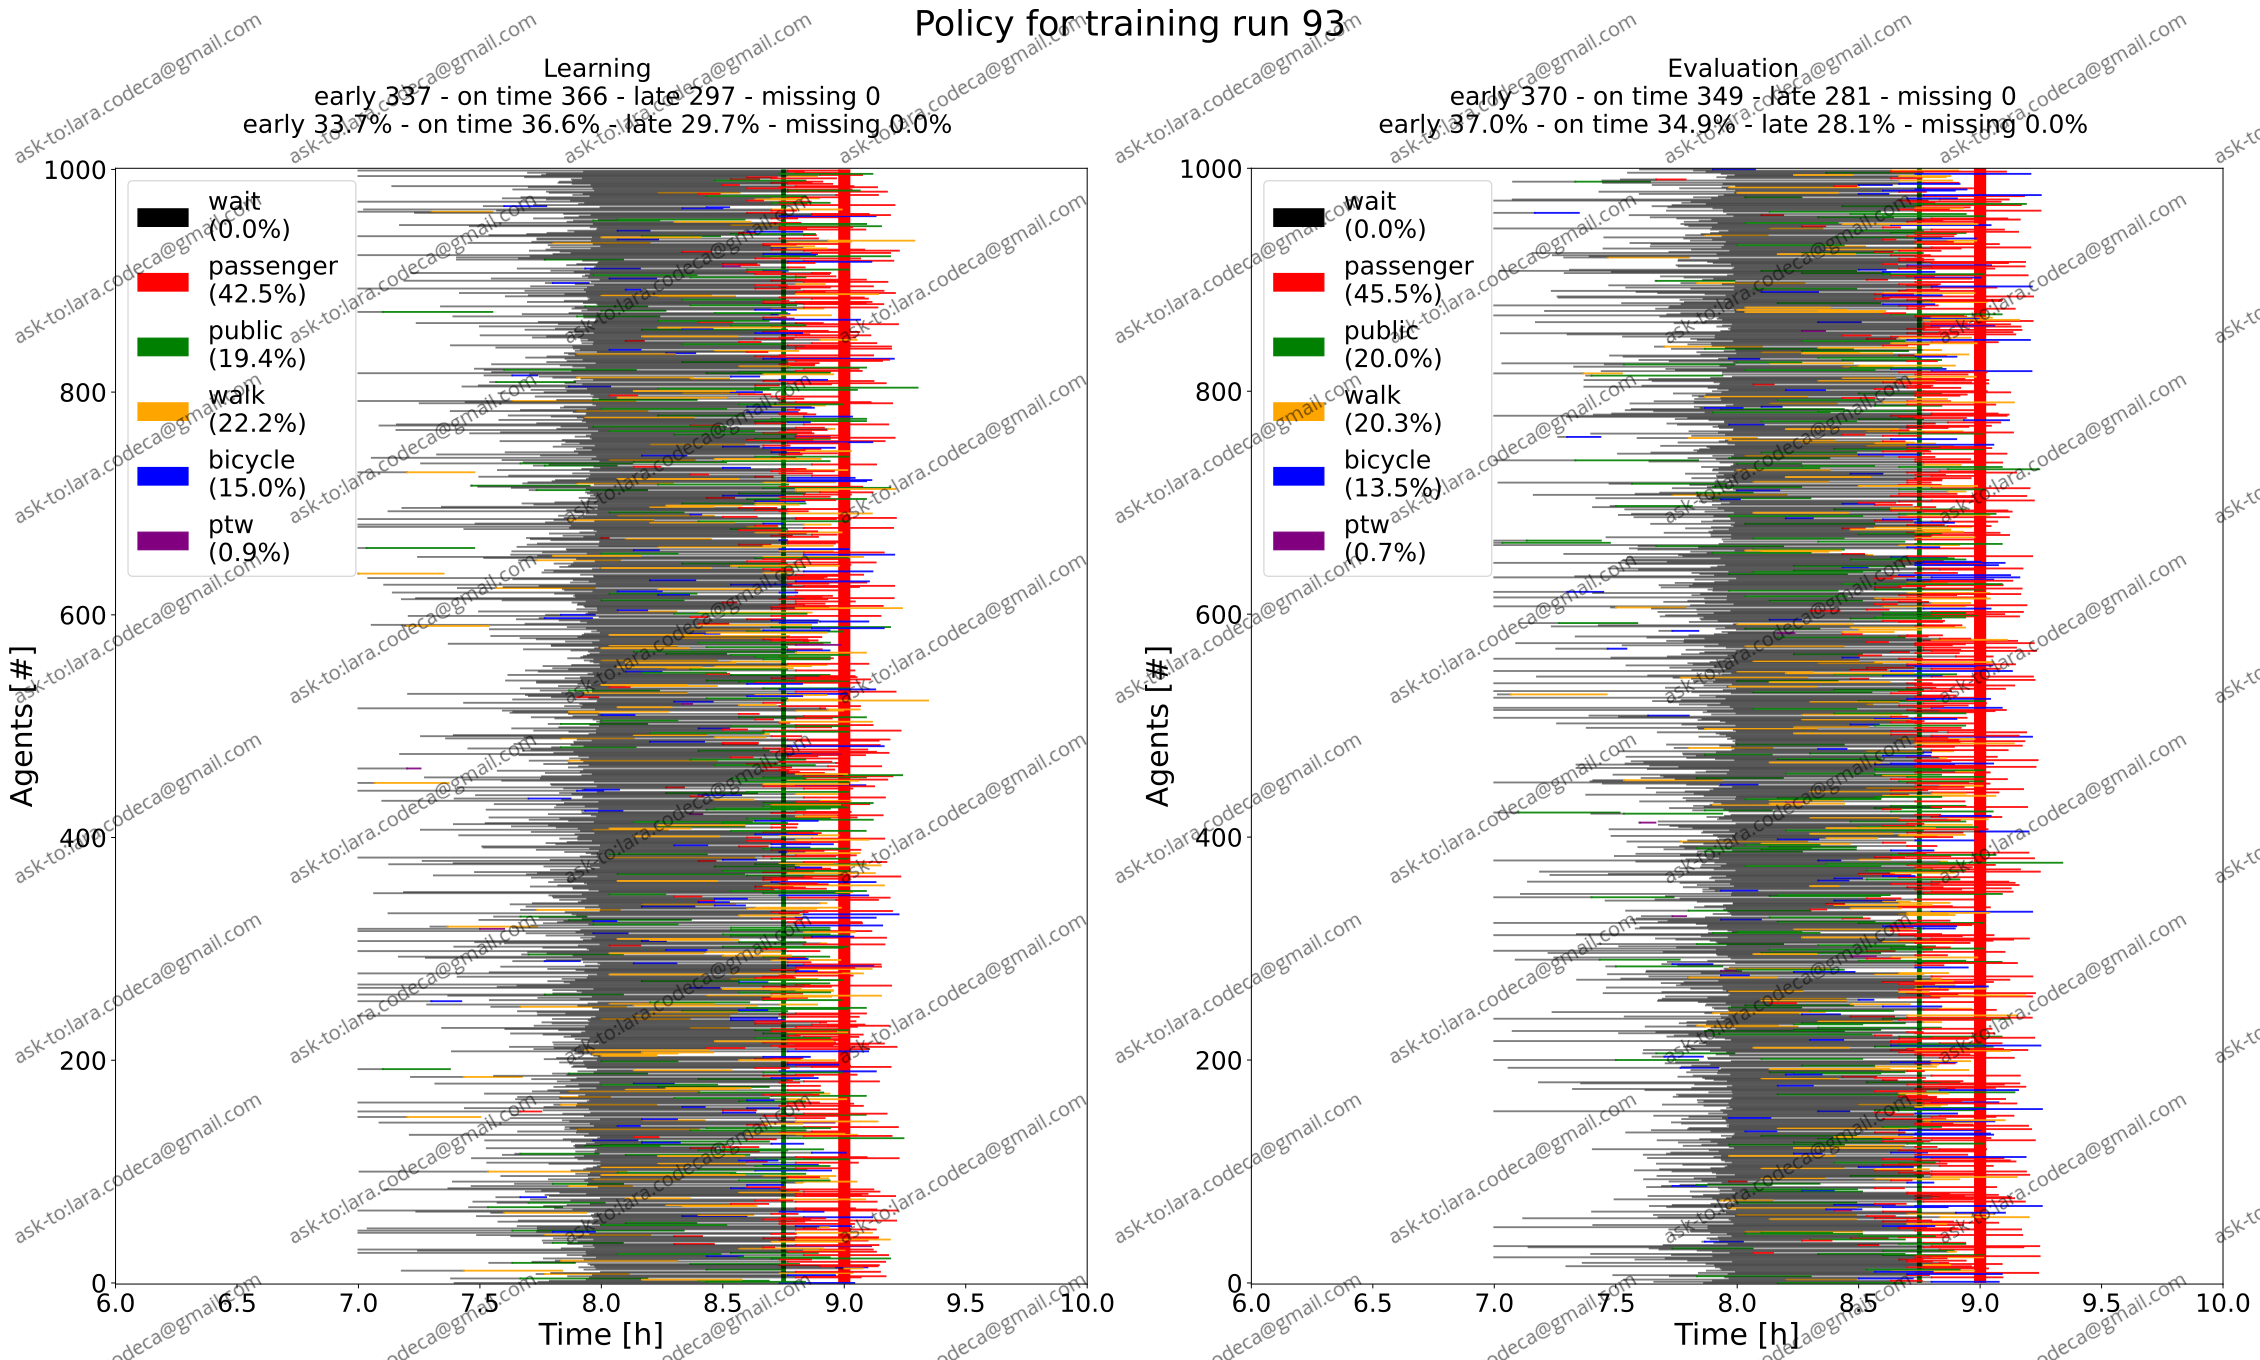 Policy for training run 93
Learning
early 337 - on time 366 - late 297 - missing 0
early 33.7% - on time 36.6% - late 29.7% - missing 0.0%
1000
800
600
400
200
0
Agents [#]
wait
(0.0%)
passenger
(42.5%)
public
(19.4%)
walk
(22.2%)
bicycle
(15.0%)
ptw
(0.9%)
6.0 6.5 7.0 7.5 8.0 8.5 9.0 9.5 10.0
Time [h]
Evaluation
early 370 - on time 349 - late 281 - missing 0
early 37.0% - on time 34.9% - late 28.1% - missing 0.0%
1000
800
600
400
200
0
Agents [#]
wait
(0.0%)
passenger
(45.5%)
public
(20.0%)
walk
(20.3%)
bicycle
(13.5%)
ptw
(0.7%)
6.0 6.5 7.0 7.5 8.0 8.5 9.0 9.5 10.0
Time [h]
ask-to:lara.codeca@gmail.com